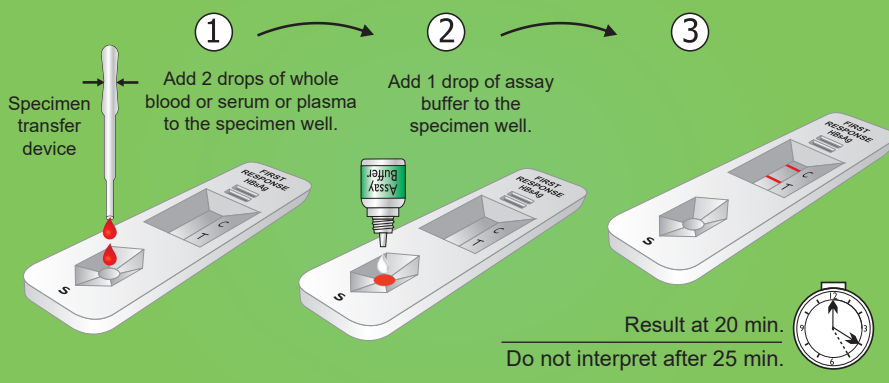 1
2
3
Specimen
transfer
device
Add 2 drops of whole
blood or serum or plasma
to the specimen well.
Add 1 drop of assay
buffer to the
specimen well.
FIRST
RESPONSE
HBsAg
C
T
S
Assay
Buffer
FIRST
RESPONSE
HBsAg
C
T
S
FIRST
RESPONSE
HBsAg
C
T
S
Result at 20 min.
Do not interpret after 25 min.
12
3
6
9